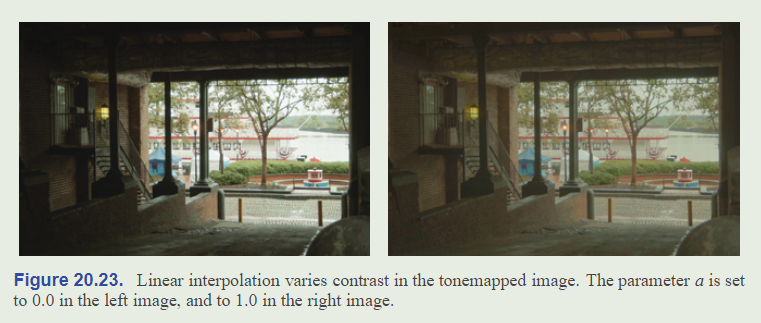 Figure 20.23. Linear interpolation varies contrast in the tonemapped image. The parameter a is set
to 0.0 in the left image, and to 1.0 in the right image.